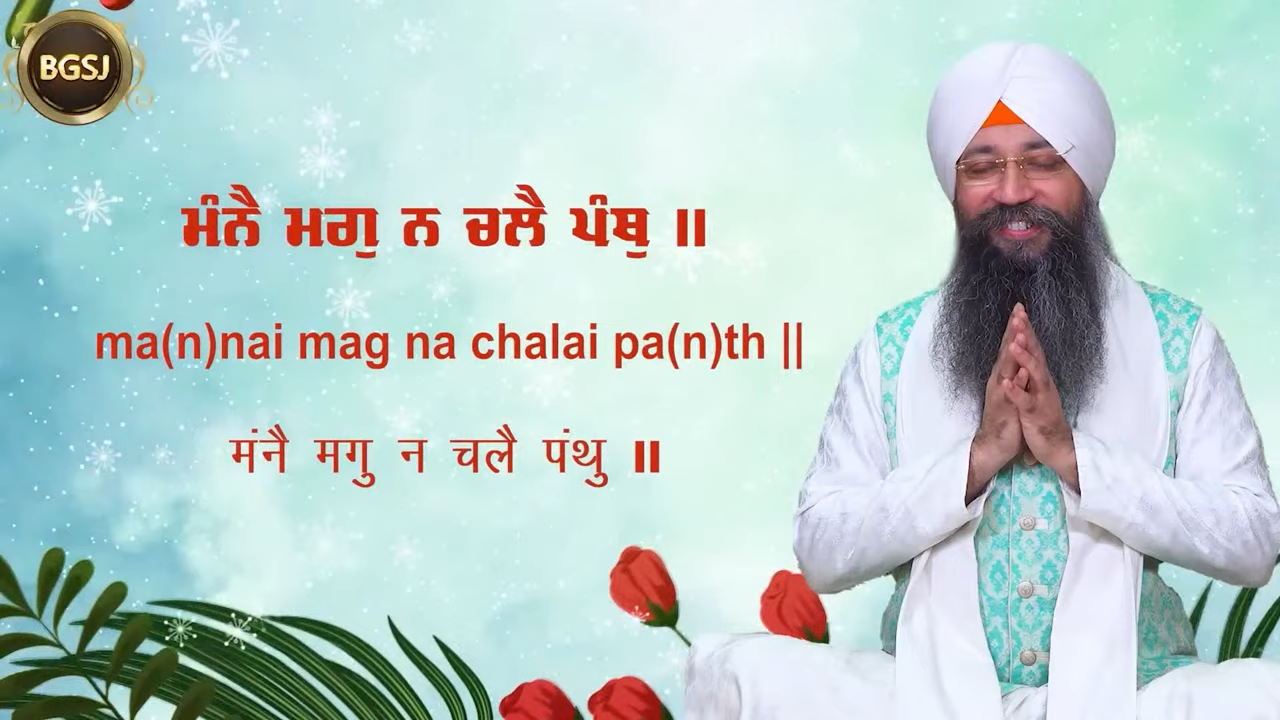 BGSJ
ਮੰਨੈ ਮਗੁ ਨ ਚਲੈ ਪੰਥੁ ॥
ma(n)nai mag na chalai pa(n)th ||
मंनै मगु न चलै पंथु ॥